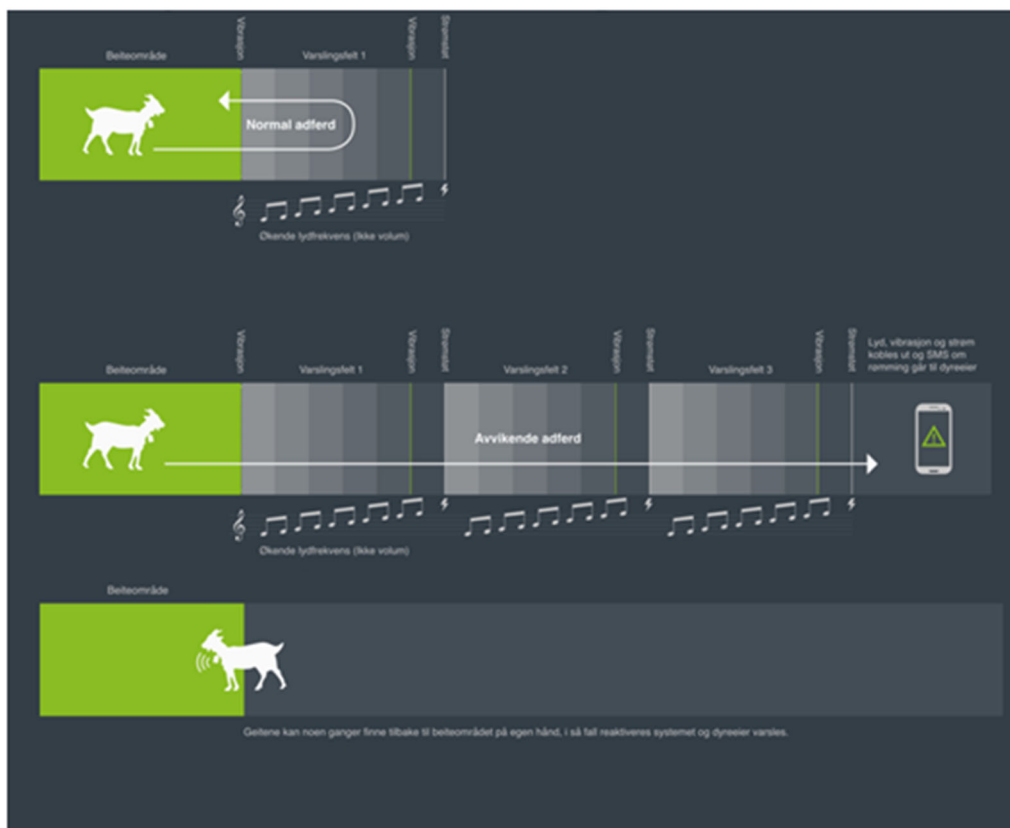 Vibrasjon
Vibrasjon
Strømstøt
Beiteområde
Varslingsfelt 1
Normal adferd
Økende lydfrekvens (Ikke volum)
Vibrasjon
Vibrasjon
Strømstøt
Vibrasjon
Strømstøt
Vibrasjon
Strømstøt
Lyd, vibrasjon og strøm
kobles ut og SMS om
rømming går til dyreeier
Beiteområde
Varslingsfelt 1
Varslingsfelt 2
Varslingsfelt 3
Avvikende adferd
Økende lydfrekvens (Ikke volum)
Beiteområde
Geitene kan noen ganger finne tilbake til beiteområdet på egen hånd, i så fall reaktiveres systemet og dyreeier varsles.